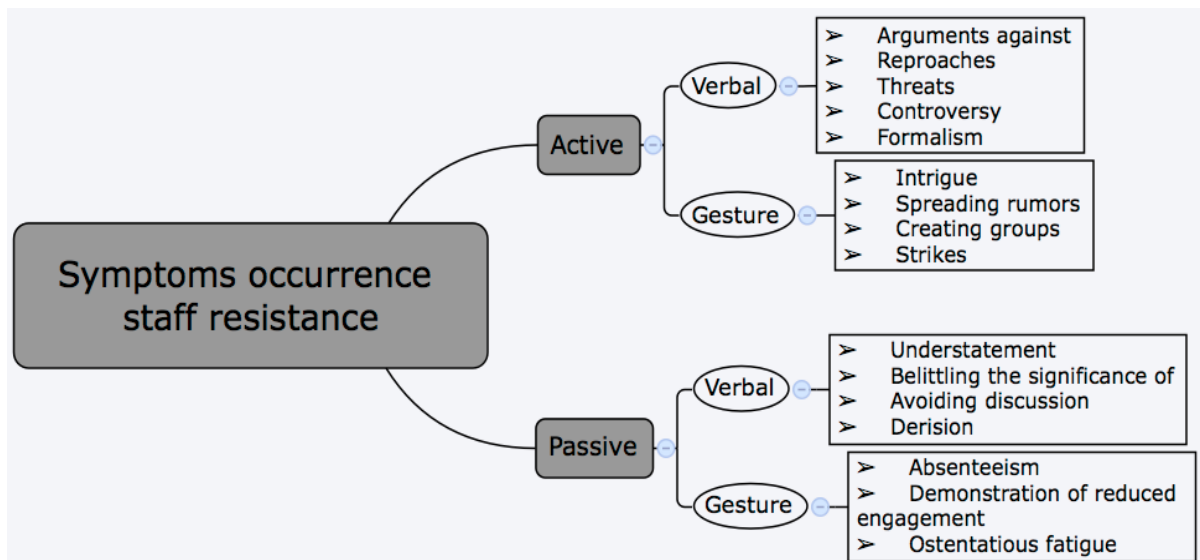 Symptoms occurrence
staff resistance
Active
Verbal
➢ Arguments against
➢ Reproaches
➢ Threats
➢ Controversy
➢ Formalism
Gesture
➢ Intrigue
➢ Spreading rumors
➢ Creating groups
➢ Strikes
Passive
Verbal
➢ Understatement
➢ Belittling the significance of
➢ Avoiding discussion
➢ Derision
Gesture
➢ Absenteeism
➢ Demonstration of reduced
engagement
➢ Ostentatious fatigue